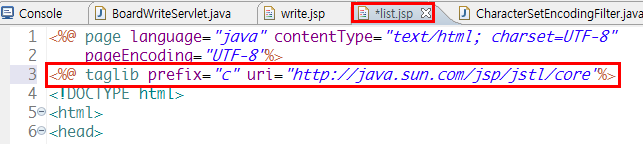 Console BoardWriteServlet.java write.jsp *list.jsp CharacterSetEncodingFilter.java
1 <%@ page language="java" contentType="text/html; charset=UTF-8"
2 pageEncoding="UTF-8"%>
3 <%@ taglib prefix="c" uri="http://java.sun.com/jsp/jstl/core"%>
4 <!DOCTYPE html>
5 <html>
6 <head>